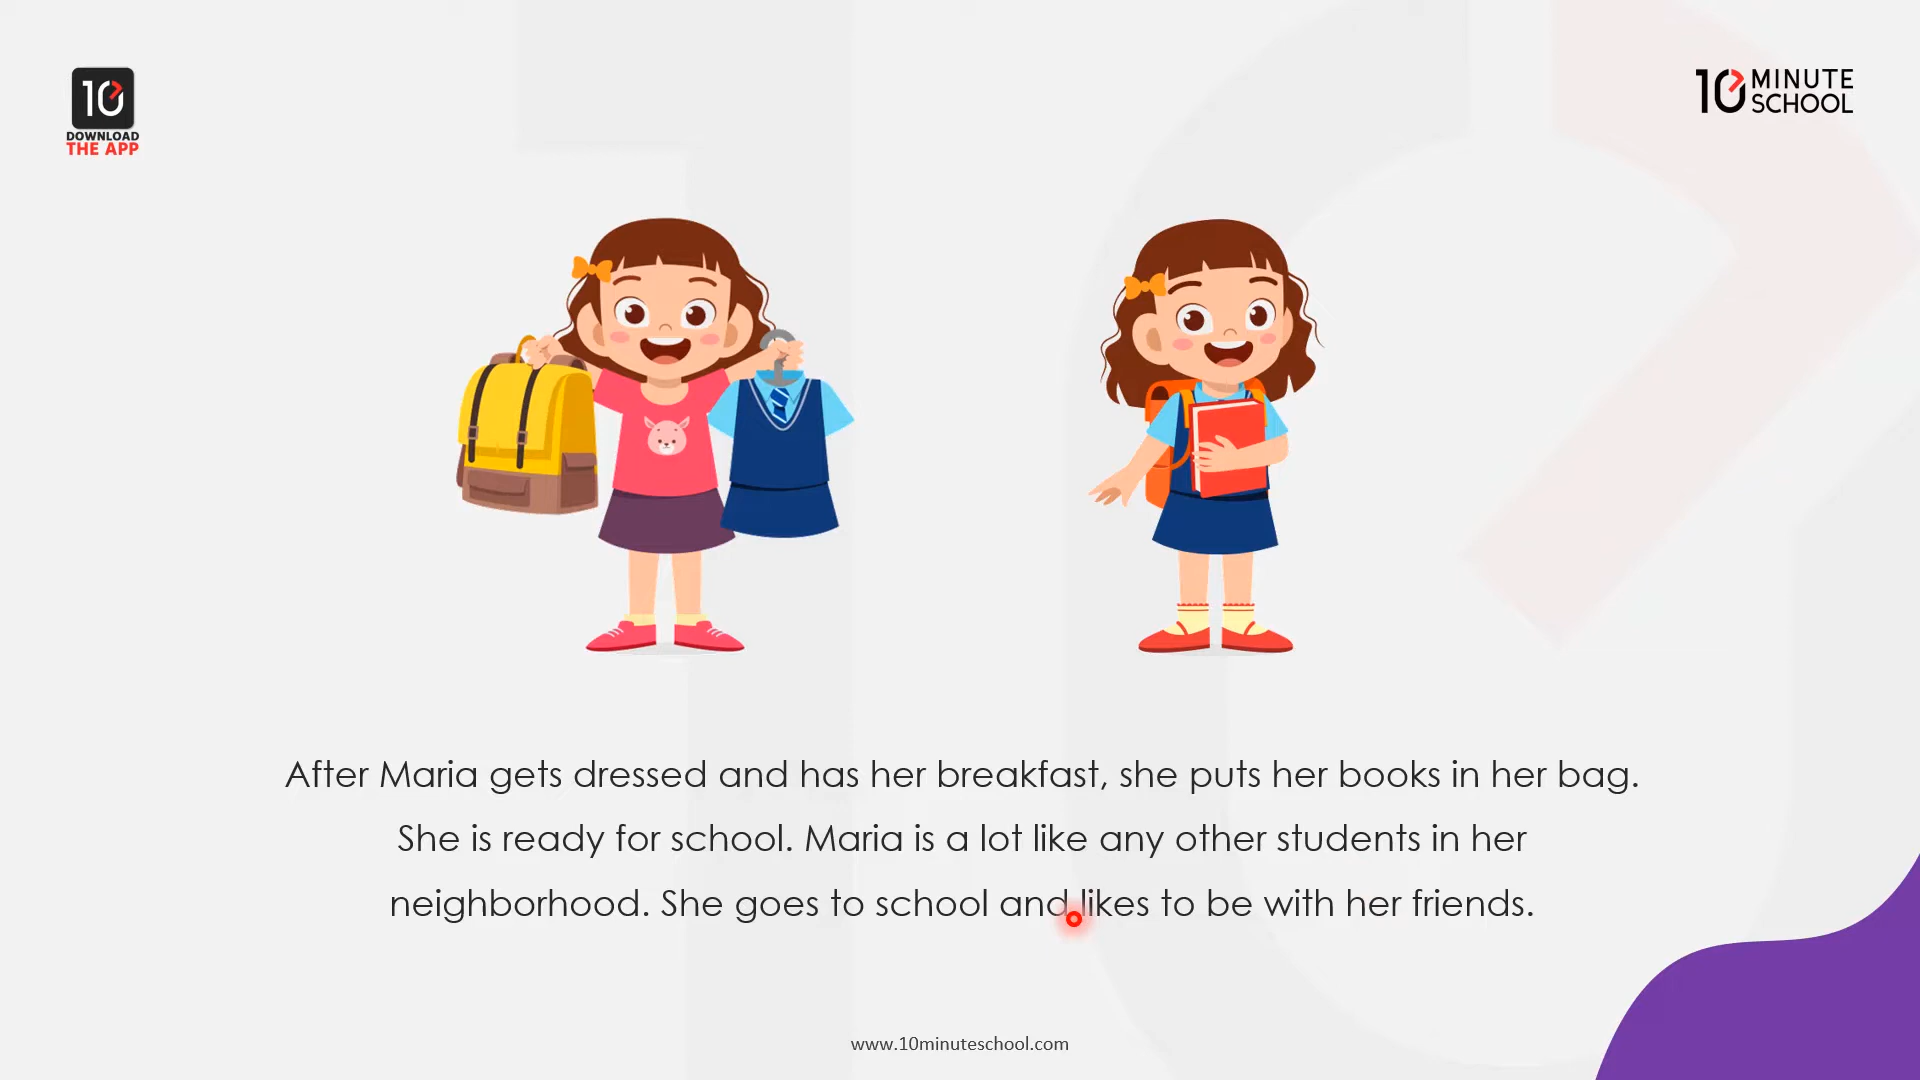 10
DOWNLOAD
THE APP
10 MINUTE
SCHOOL
After Maria gets dressed and has her breakfast, she puts her books in her bag.
She is ready for school. Maria is a lot like any other students in her
neighborhood. She goes to school and likes to be with her friends.
www.10minuteschool.com